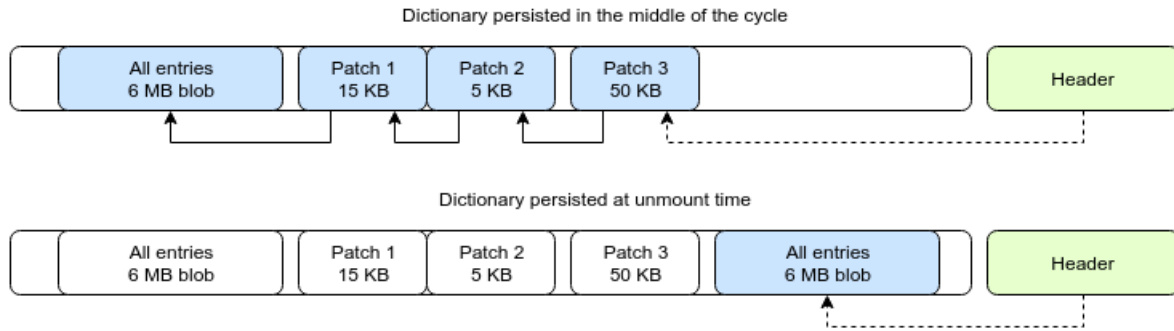 Dictionary persisted in the middle of the cycle
All entries
6 MB blob
Patch 1
15 KB
Patch 2
5 KB
Patch 3
50 KB
Header
Dictionary persisted at unmount time
All entries
6 MB blob
Patch 1
15 KB
Patch 2
5 KB
Patch 3
50 KB
All entries
6 MB blob
Header